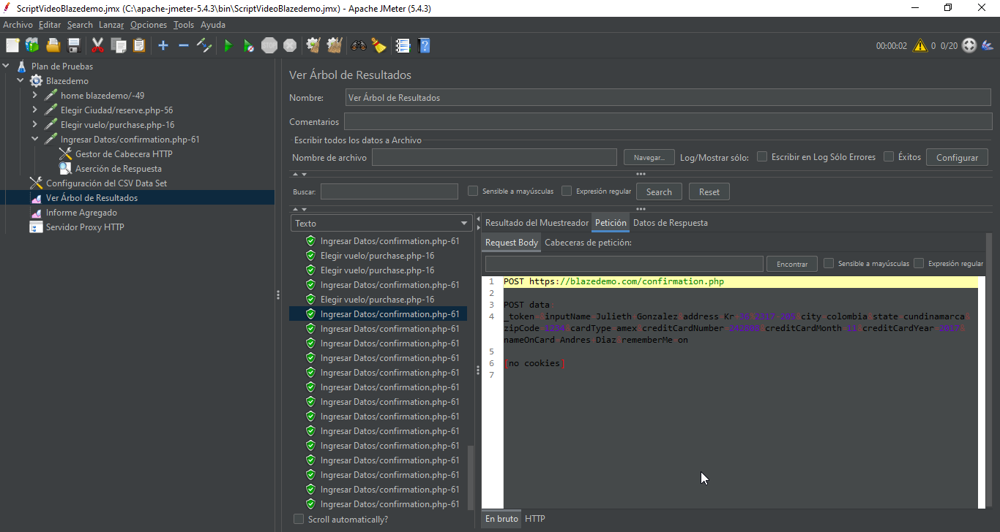 ScriptVideoBlazedemo.jmx (C:\apache-jmeter-5.4.3\bin\ScriptVideoBlazedemo.jmx) - Apache JMeter (5.4.3)
Archivo Editar Search Lanzar Opciones Tools Ayuda
STOP 00:00:02 0 0/20
Plan de Pruebas
Blazedemo
home blazedemo/-49
Elegir Ciudad/reserve.php-56
Elegir vuelo/purchase.php-16
Ingresar Datos/confirmation.php-61
Gestor de Cabecera HTTP
Aserción de Respuesta
Configuración del CSV Data Set
Ver Árbol de Resultados
Informe Agregado
Servidor Proxy HTTP
Ver Árbol de Resultados
Nombre: Ver Árbol de Resultados
Comentarios
Escribir todos los datos a Archivo
Nombre de archivo Navegar... Log/Mostrar sólo: Escribir en Log Sólo Errores Éxitos Configurar
Buscar: Sensible a mayúsculas Expresión regular Search Reset
Texto
Ingresar Datos/confirmation.php-61
Elegir vuelo/purchase.php-16
Elegir vuelo/purchase.php-16
Ingresar Datos/confirmation.php-61
Elegir vuelo/purchase.php-16
Ingresar Datos/confirmation.php-61
Ingresar Datos/confirmation.php-61
Ingresar Datos/confirmation.php-61
Ingresar Datos/confirmation.php-61
Ingresar Datos/confirmation.php-61
Ingresar Datos/confirmation.php-61
Ingresar Datos/confirmation.php-61
Ingresar Datos/confirmation.php-61
Ingresar Datos/confirmation.php-61
Ingresar Datos/confirmation.php-61
Ingresar Datos/confirmation.php-61
Ingresar Datos/confirmation.php-61
Ingresar Datos/confirmation.php-61
Ingresar Datos/confirmation.php-61
Scroll automatically?
Resultado del Muestreador Petición Datos de Respuesta
Request Body Cabeceras de petición:
Encontrar Sensible a mayúsculas Expresión regular
1 POST https://blazedemo.com/confirmation.php
2
3 POST data:
4 _token=&inputName=Julieth Gonzalez&address=Kr 36 2317 205&city=colombia&state=cundinamarca&
zipCode=1234&cardType=amex&creditCardNumber=242808&creditCardMonth=11&creditCardYear=2017&
nameOnCard=Andres Diaz&rememberMe=on
5
6 [no cookies]
7
En bruto HTTP